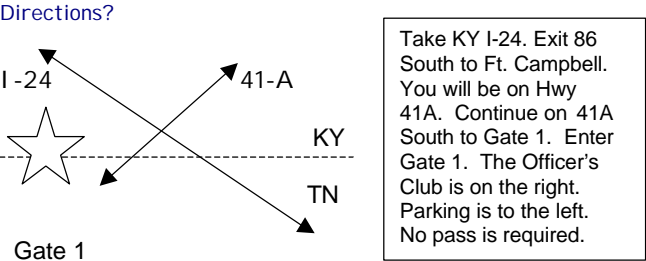 Directions?
I-24
41-A
KY
TN
Gate 1
Take KY I-24. Exit 86
South to Ft. Campbell.
You will be on Hwy
41A. Continue on 41A
South to Gate 1. Enter
Gate 1. The Officer's
Club is on the right.
Parking is to the left.
No pass is required.